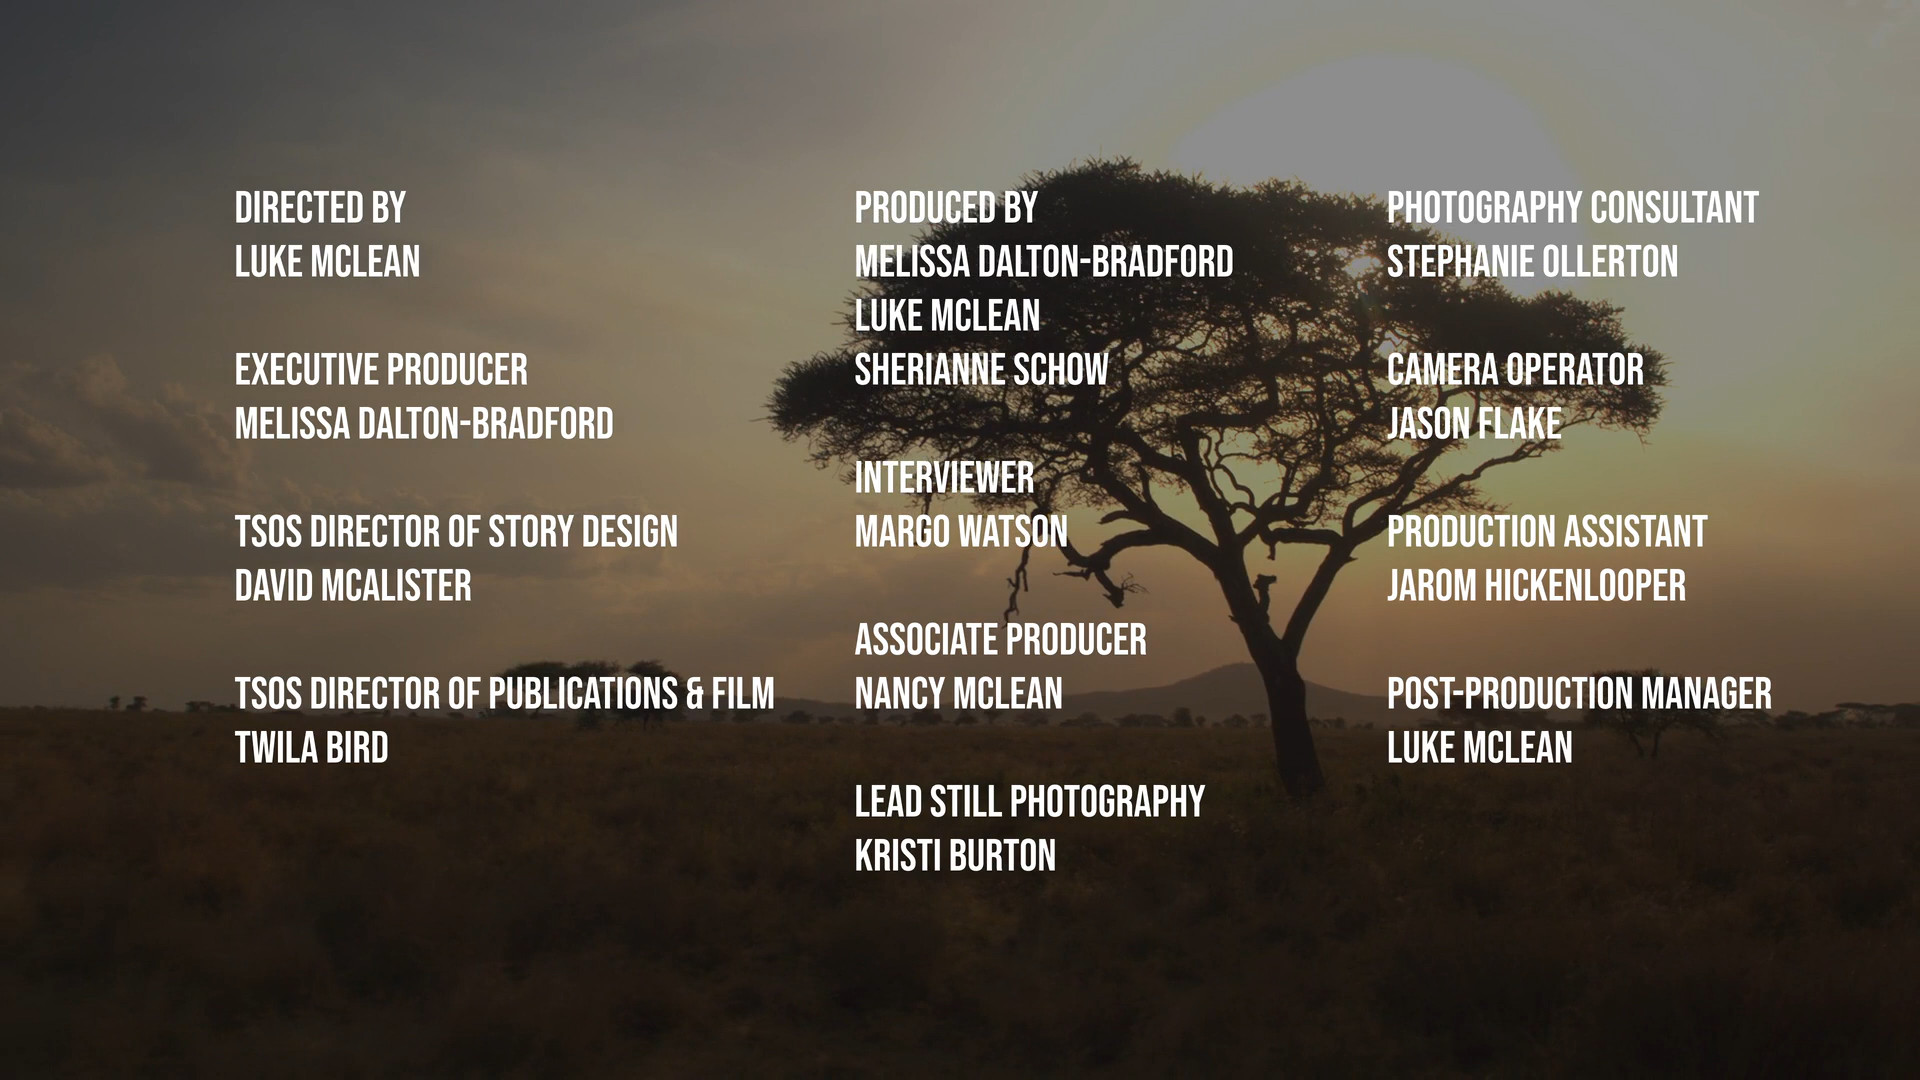 DIRECTED BY
LUKE MCLEAN
EXECUTIVE PRODUCER
MELISSA DALTON-BRADFORD
TSOS DIRECTOR OF STORY DESIGN
DAVID MCALISTER
TSOS DIRECTOR OF PUBLICATIONS & FILM
TWILA BIRD
PRODUCED BY
MELISSA DALTON-BRADFORD
LUKE MCLEAN
SHERIANNE SCHOW
INTERVIEWER
MARGO WATSON
ASSOCIATE PRODUCER
NANCY MCLEAN
LEAD STILL PHOTOGRAPHY
KRISTI BURTON
PHOTOGRAPHY CONSULTANT
STEPHANIE OLLERTON
CAMERA OPERATOR
JASON FLAKE
PRODUCTION ASSISTANT
JAROM HICKENLOOPER
POST-PRODUCTION MANAGER
LUKE MCLEAN